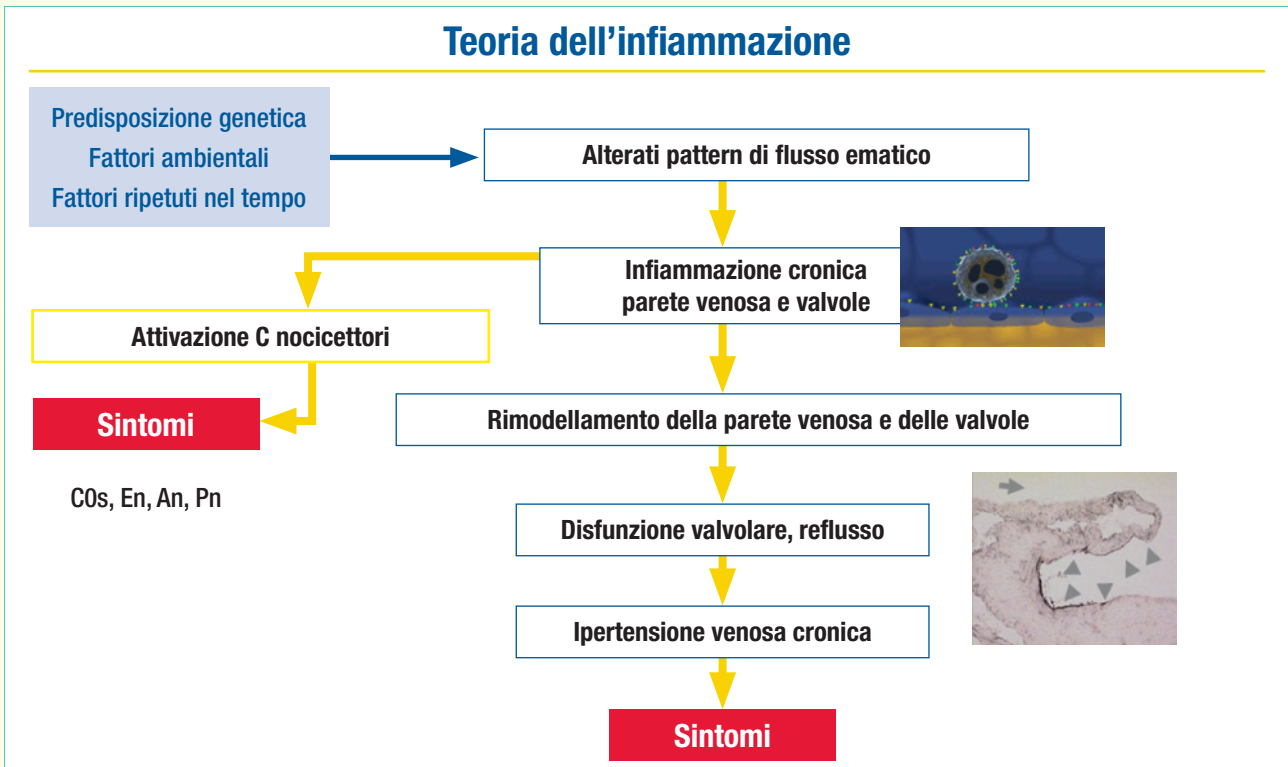 Teoria dell’infiammazione
Predisposizione genetica
Fattori ambientali
Fattori ripetuti nel tempo
Alterati pattern di flusso ematico
Infiammazione cronica
parete venosa e valvole
Attivazione C nocicettori
Sintomi
C0s, En, An, Pn
Rimodellamento della parete venosa e delle valvole
Disfunzione valvolare, reflusso
Ipertensione venosa cronica
Sintomi